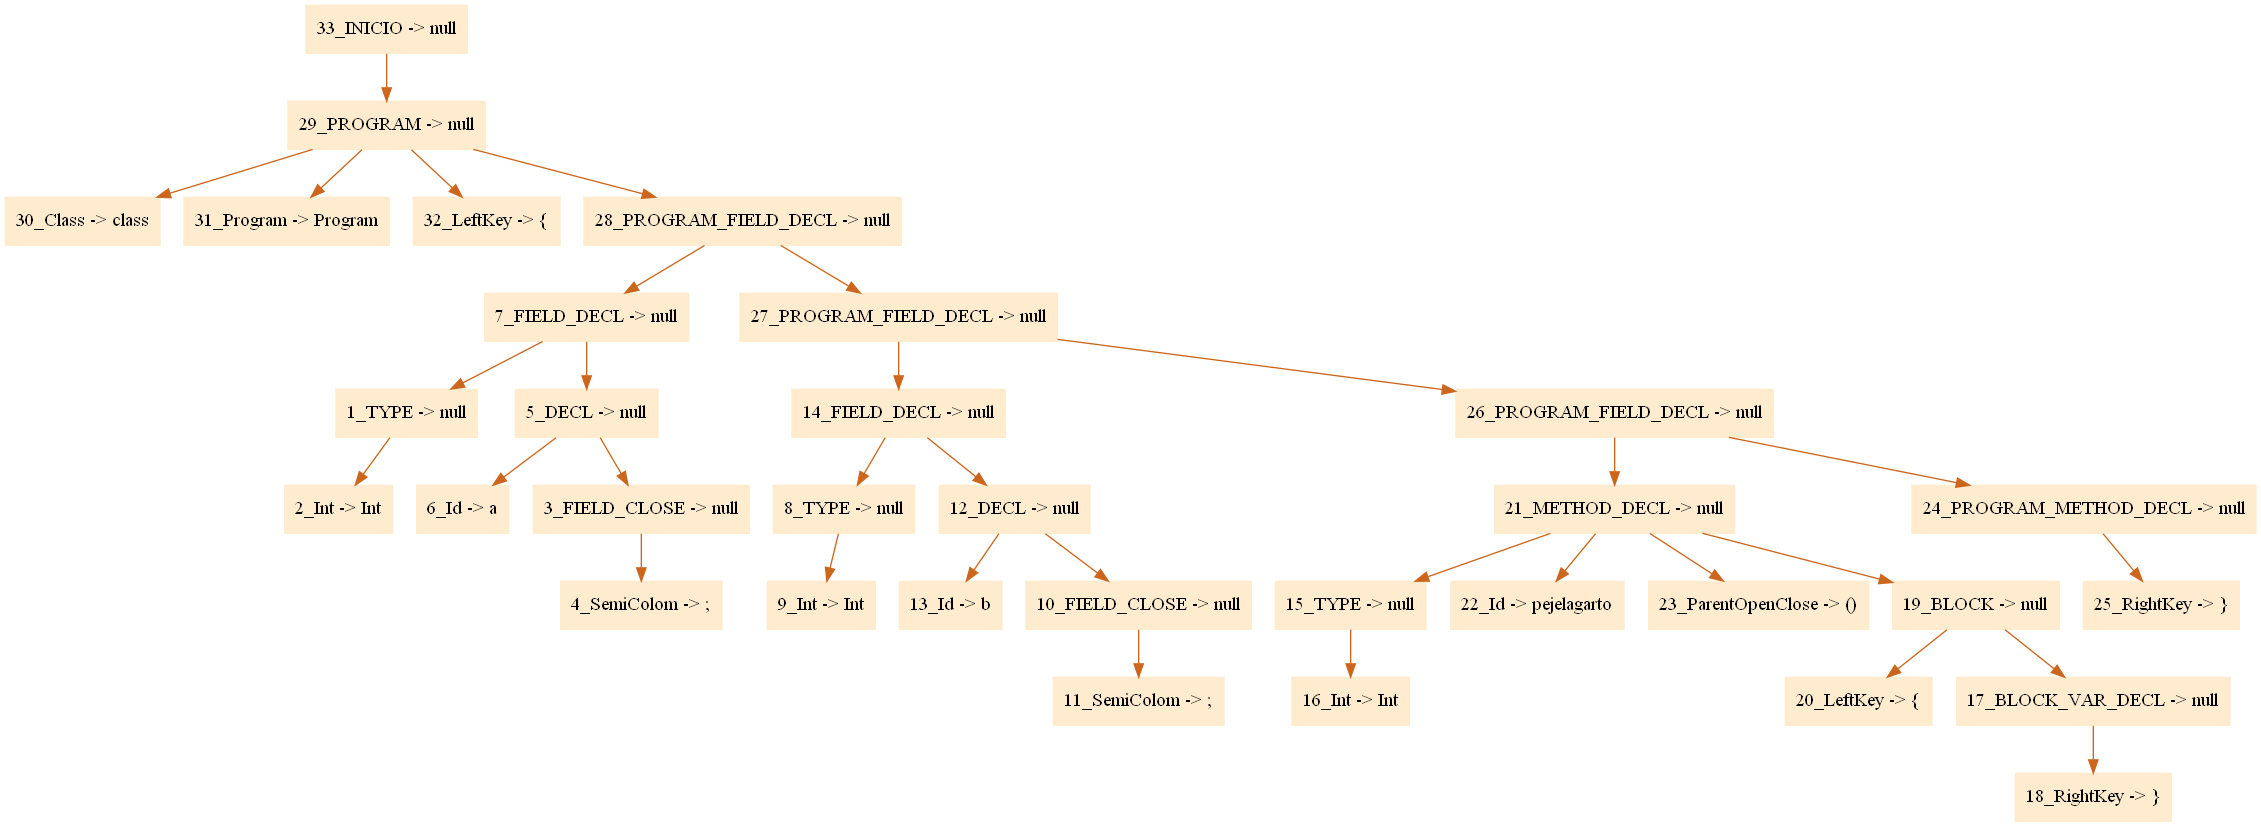 33_INICIO -> null
29_PROGRAM -> null
30_Class -> class
31_Program -> Program
32_LeftKey -> {
28_PROGRAM_FIELD_DECL -> null
7_FIELD_DECL -> null
27_PROGRAM_FIELD_DECL -> null
1_TYPE -> null
5_DECL -> null
14_FIELD_DECL -> null
26_PROGRAM_FIELD_DECL -> null
2_Int -> Int
6_Id -> a
3_FIELD_CLOSE -> null
8_TYPE -> null
12_DECL -> null
21_METHOD_DECL -> null
24_PROGRAM_METHOD_DECL -> null
4_SemiColom -> ;
9_Int -> Int
13_Id -> b
10_FIELD_CLOSE -> null
15_TYPE -> null
22_Id -> pejelagarto
23_ParentOpenClose -> ()
19_BLOCK -> null
25_RightKey -> }
11_SemiColom -> ;
16_Int -> Int
20_LeftKey -> {
17_BLOCK_VAR_DECL -> null
18_RightKey -> }